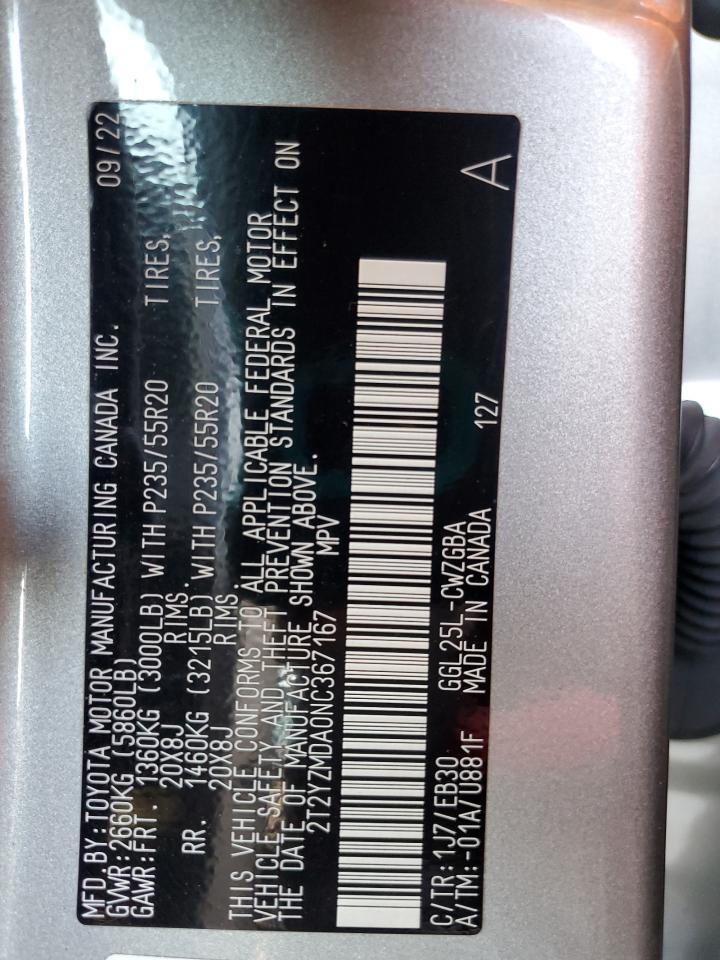 MFD.BY:TOYOTA MOTOR MANUFACTURING CANADA INC. 09/22
GVWR:2660KG (5860LB)
GAWR:FRT. 1360KG (3000LB) WITH P235/55R20 TIRES,
20X8J RIMS.
RR. 1460KG (3215LB) WITH P235/55R20 TIRES,
20X8J RIMS.
THIS VEHICLE CONFORMS TO ALL APPLICABLE FEDERAL MOTOR
VEHICLE SAFETY AND THEFT PREVENTION STANDARDS IN EFFECT ON
THE DATE OF MANUFACTURE SHOWN ABOVE.
2T2YZMDA0NC367167 MPV
C/TR:1J7/EB30 GGL25L-CWZGBA A
A/TM:-01A/U881F MADE IN CANADA 127